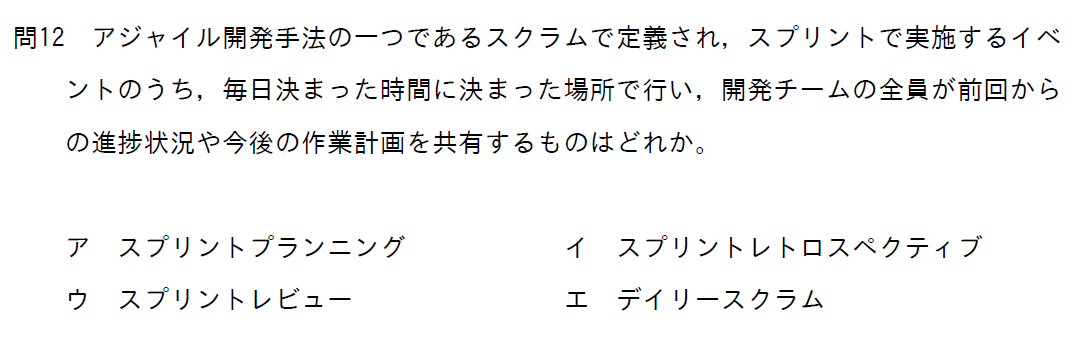 問12 アジャイル開発手法の一つであるスクラムで定義され，スプリントで実施するイベ
ントのうち，毎日決まった時間に決まった場所で行い，開発チームの全員が前回から
の進捗状況や今後の作業計画を共有するものはどれか。
ア スプリントプランニング イ スプリントレトロスペクティブ
ウ スプリントレビュー エ デイリースクラム